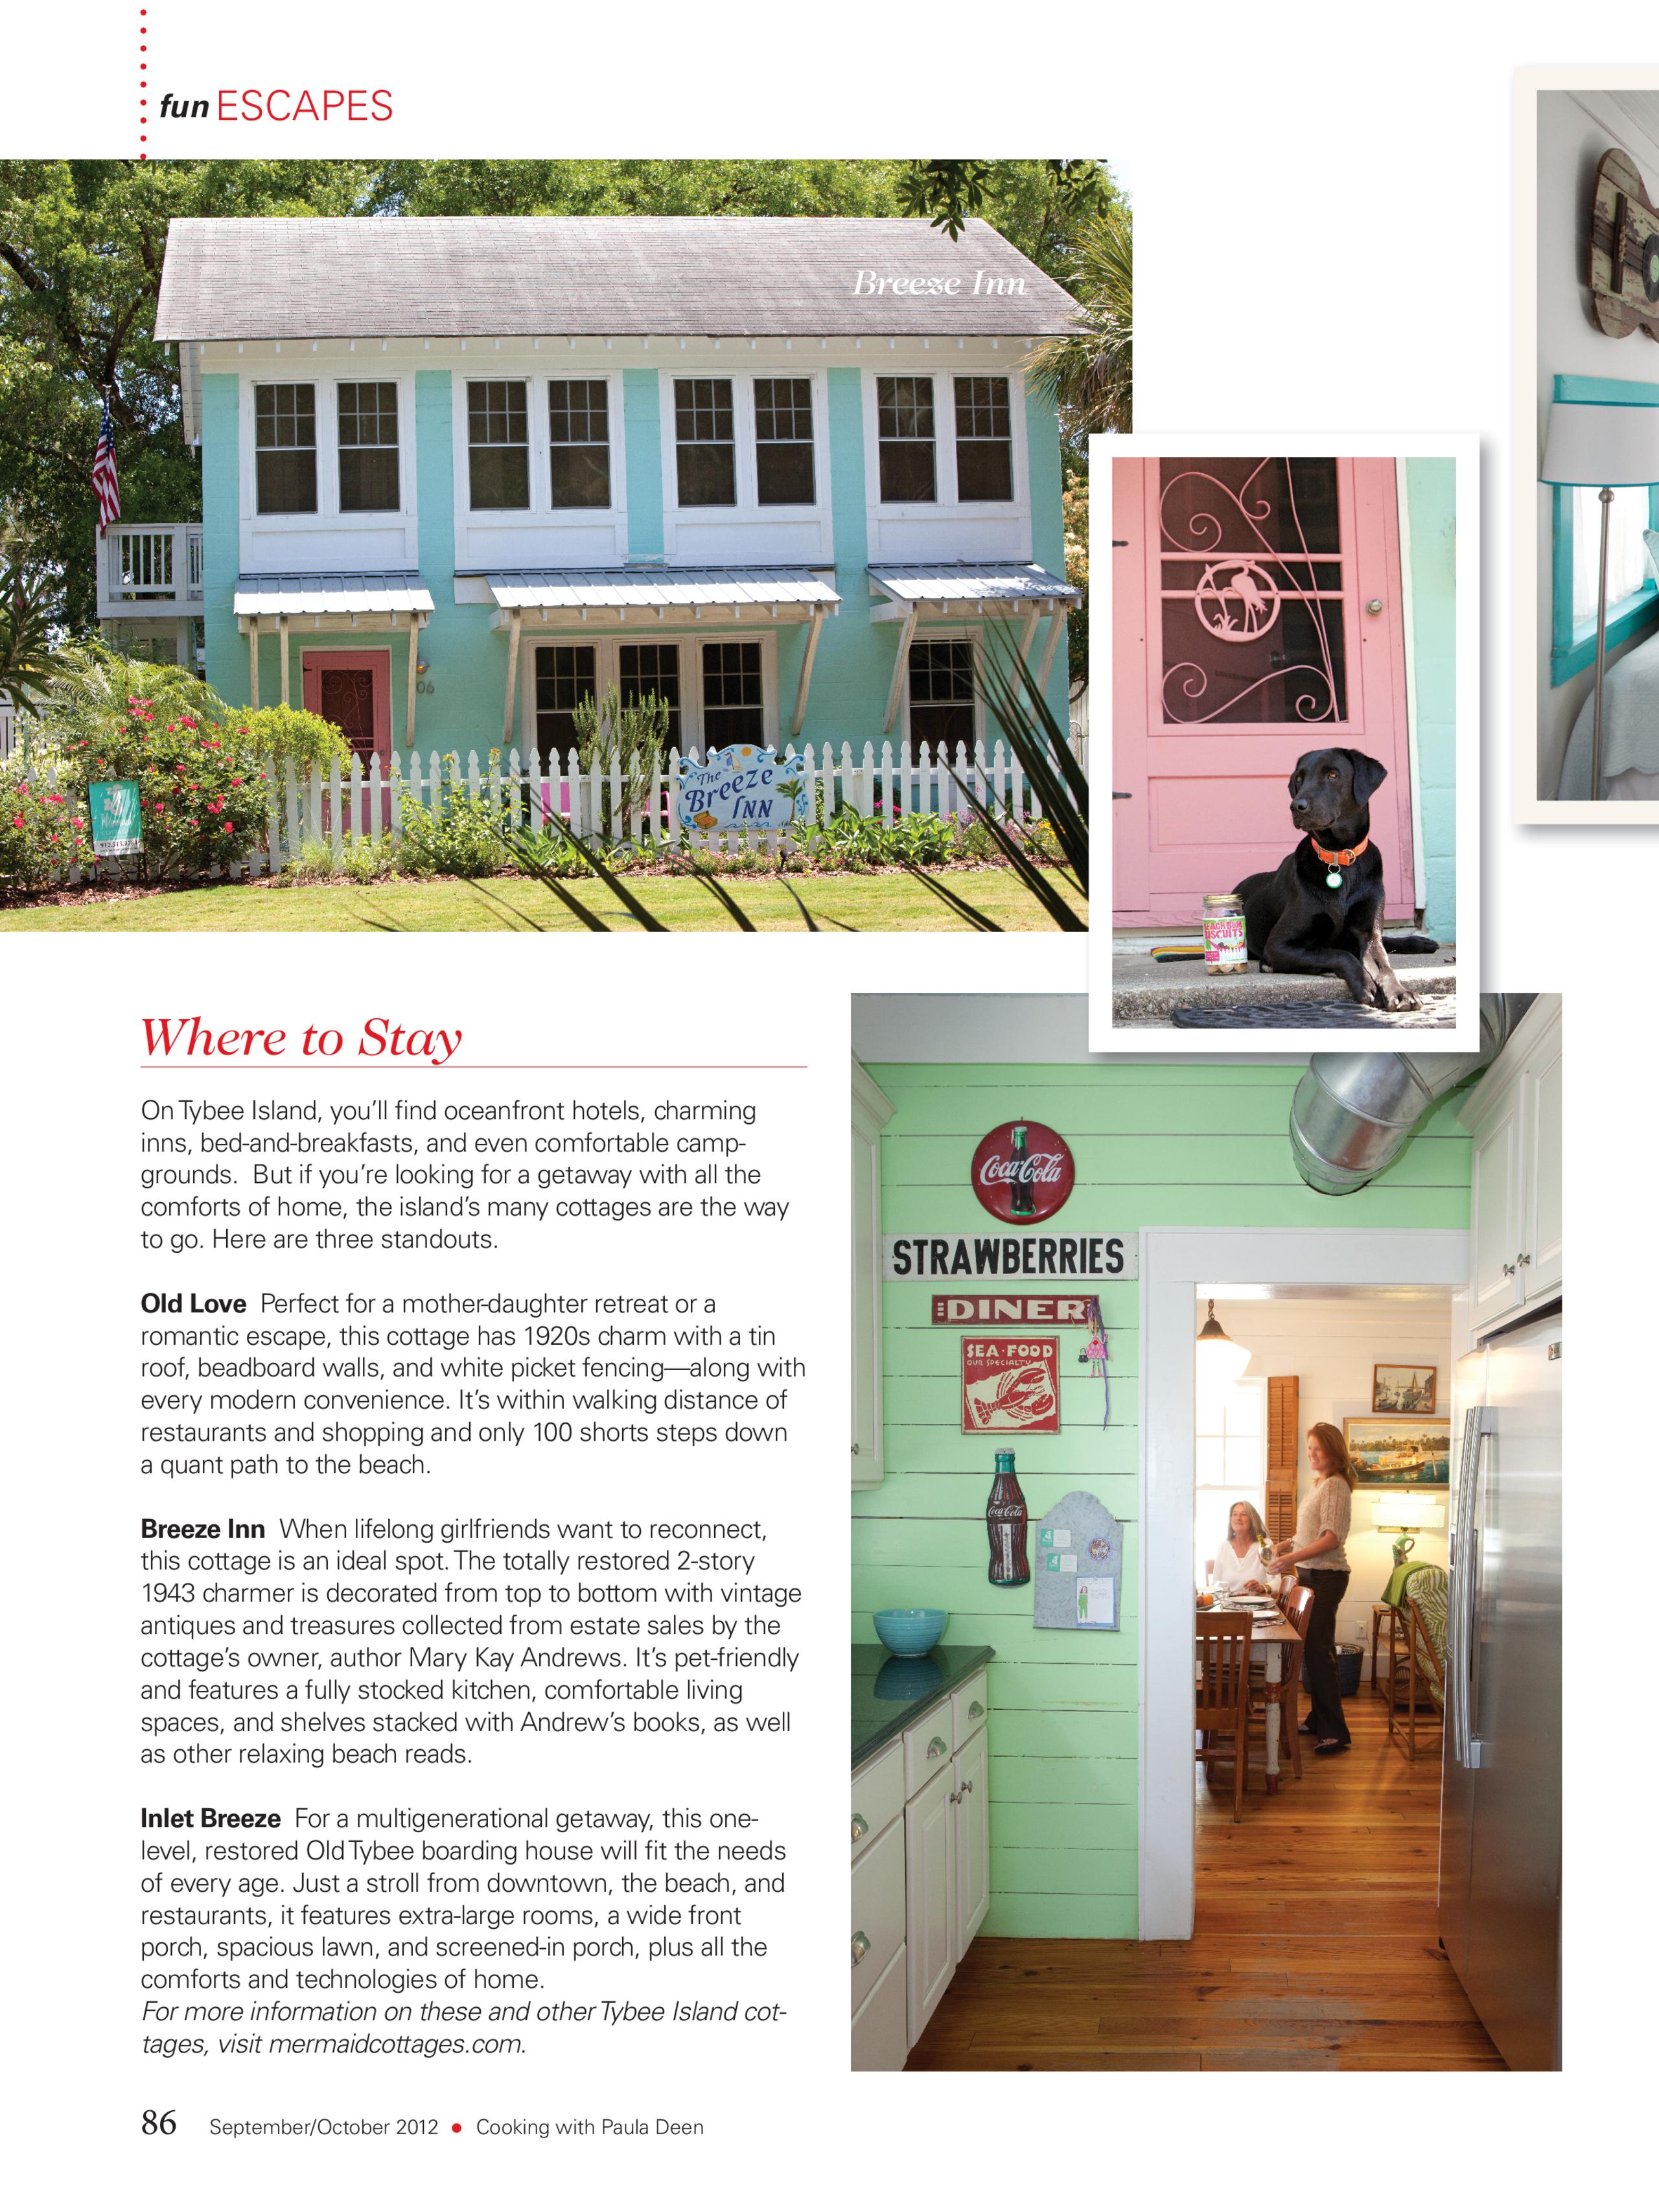 fun ESCAPES
Breeze Inn
06
The
Breeze
INN
Where to Stay
On Tybee Island, you'll find oceanfront hotels, charming
inns, bed-and-breakfasts, and even comfortable camp-
grounds.  But if you're looking for a getaway with all the
comforts of home, the island's many cottages are the way
to go. Here are three standouts.
Old Love  Perfect for a mother-daughter retreat or a
romantic escape, this cottage has 1920s charm with a tin
roof, beadboard walls, and white picket fencing—along with
every modern convenience. It's within walking distance of
restaurants and shopping and only 100 shorts steps down
a quant path to the beach.
Breeze Inn  When lifelong girlfriends want to reconnect,
this cottage is an ideal spot. The totally restored 2-story
1943 charmer is decorated from top to bottom with vintage
antiques and treasures collected from estate sales by the
cottage's owner, author Mary Kay Andrews. It's pet-friendly
and features a fully stocked kitchen, comfortable living
spaces, and shelves stacked with Andrew's books, as well
as other relaxing beach reads.
Inlet Breeze  For a multigenerational getaway, this one-
level, restored Old Tybee boarding house will fit the needs
of every age. Just a stroll from downtown, the beach, and
restaurants, it features extra-large rooms, a wide front
porch, spacious lawn, and screened-in porch, plus all the
comforts and technologies of home.
For more information on these and other Tybee Island cot-
tages, visit mermaidcottages.com.
Coca-Cola
STRAWBERRIES
DINER
SEA·FOOD
OUR SPECIALTY
Coca-Cola
86 September/October 2012 • Cooking with Paula Deen